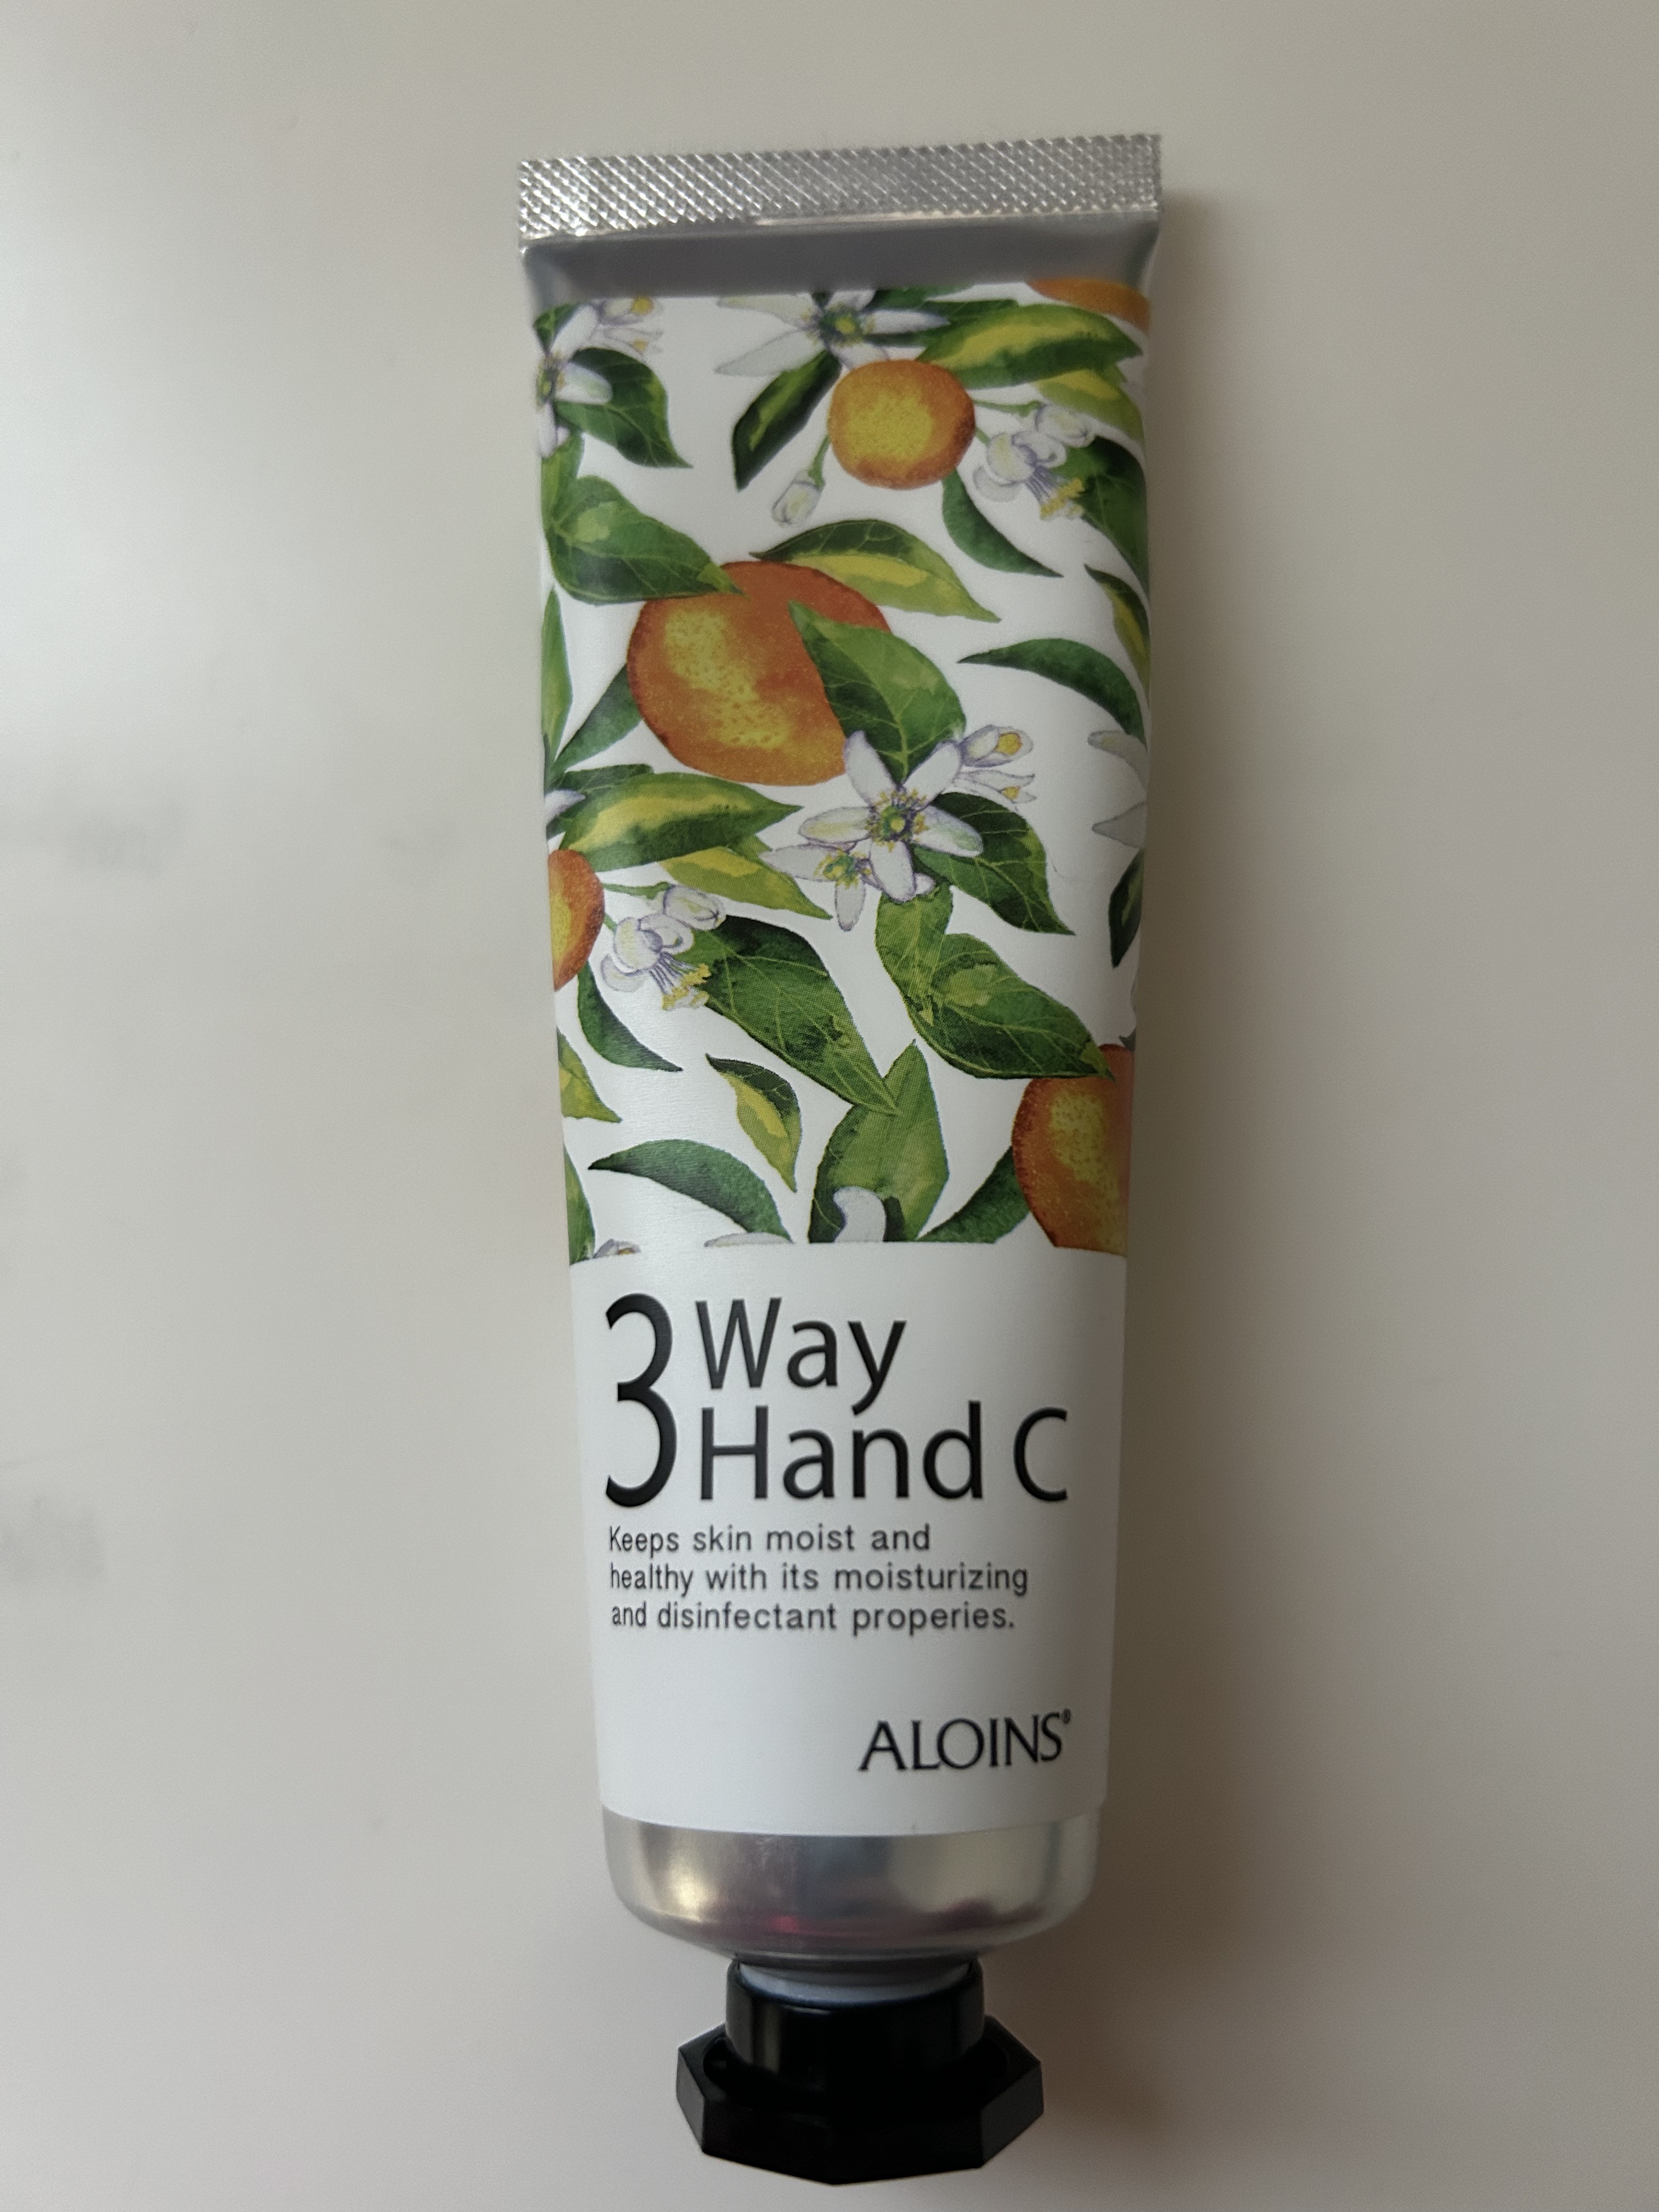 3 Way
Hand C
Keeps skin moist and
healthy with its moisturizing
and disinfectant properies.
ALOINS®